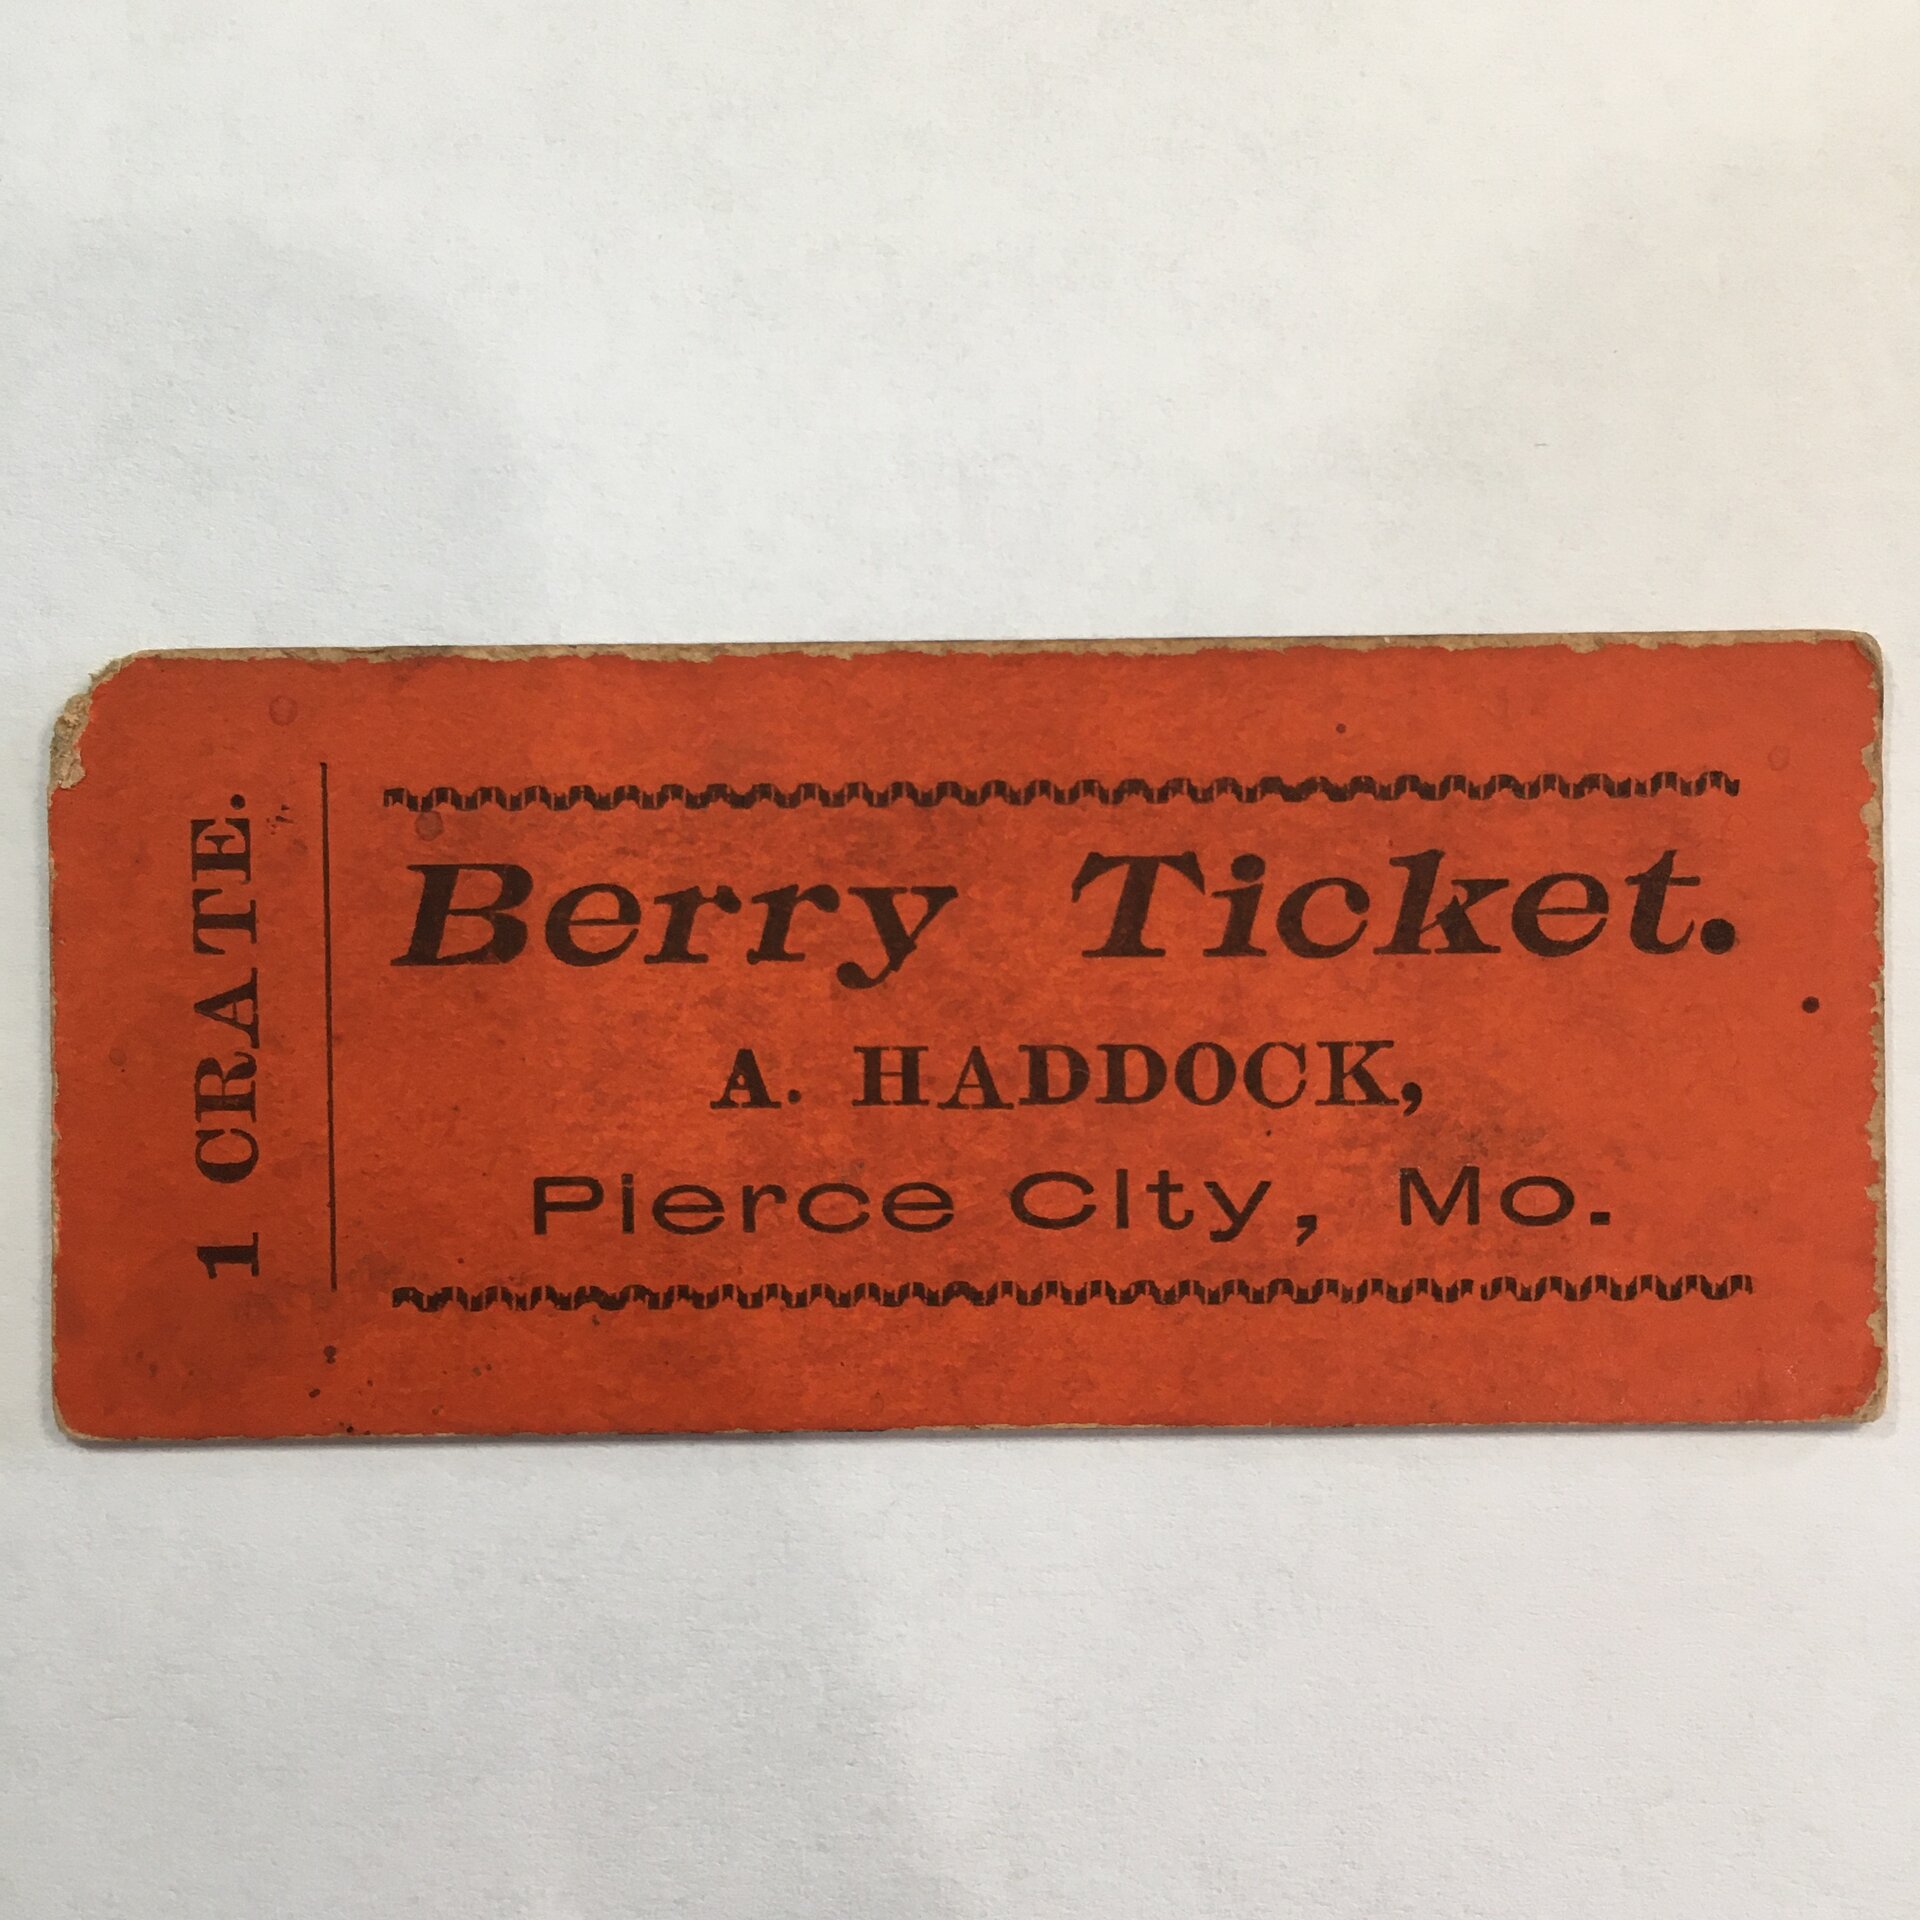 1 CRATE.
Berry Ticket.
A. HADDOCK,
Pierce CIty, Mo.